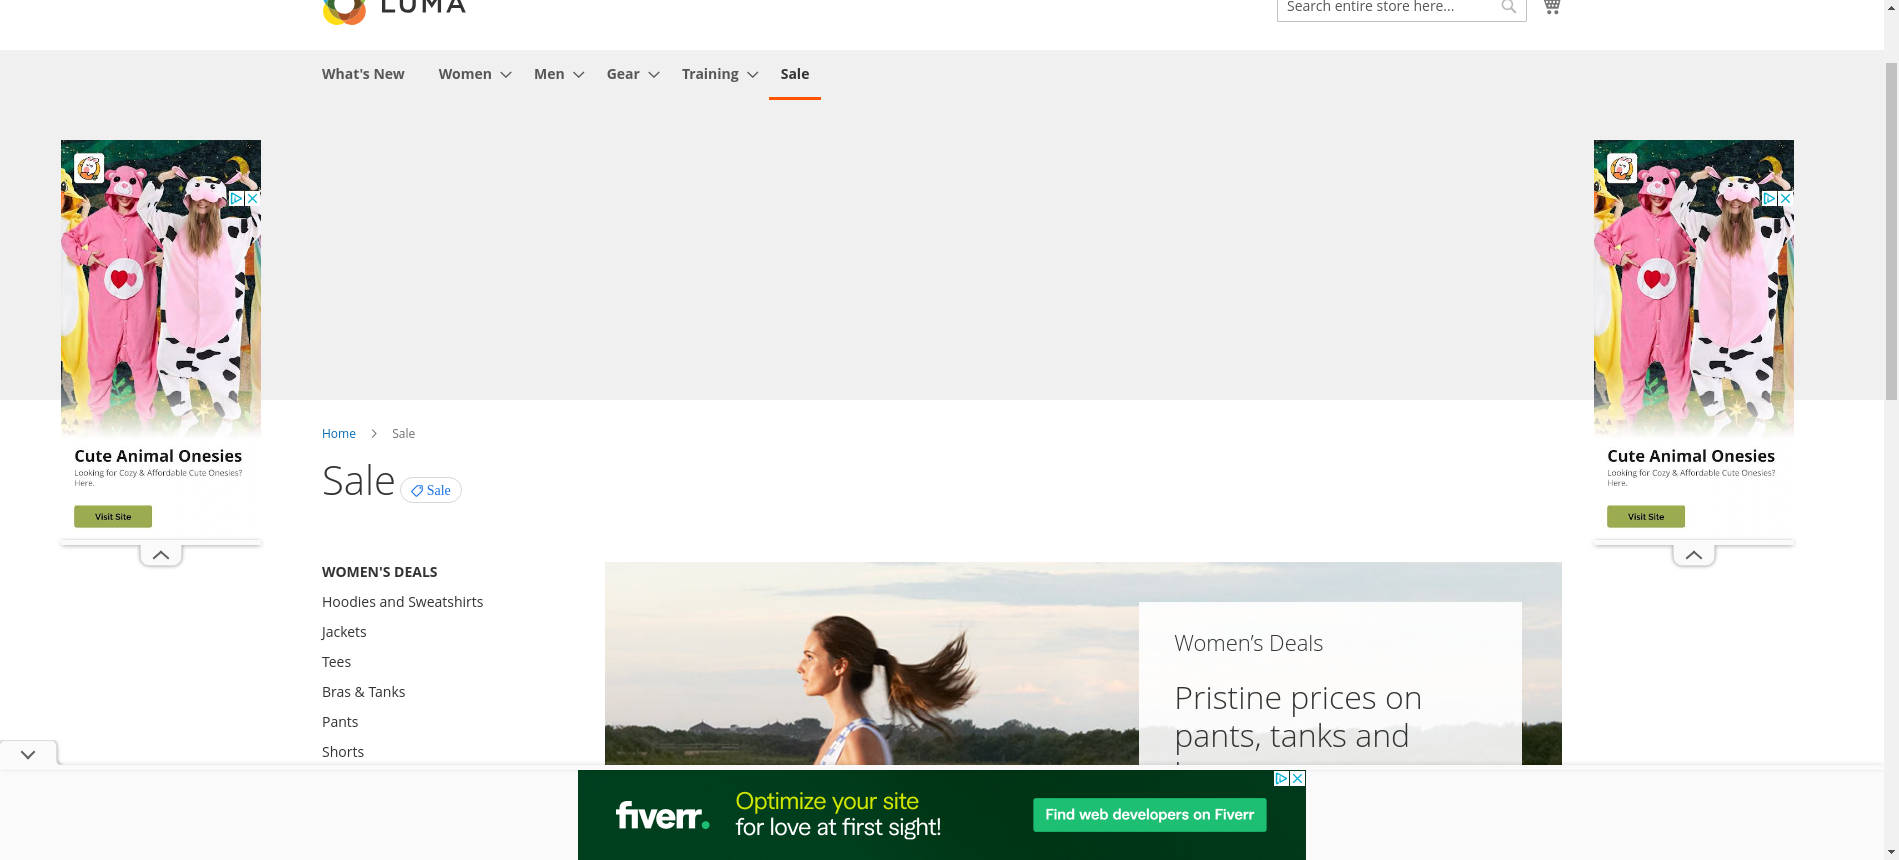 LUMA
Search entire store here...
What's New Women Men Gear Training Sale
Home Sale
Sale Sale
Cute Animal Onesies
Looking for Cozy & Affordable Cute Onesies?
Here.
Visit Site
WOMEN'S DEALS
Hoodies and Sweatshirts
Jackets
Tees
Bras & Tanks
Pants
Shorts
Women’s Deals
Pristine prices on
pants, tanks and
Cute Animal Onesies
Looking for Cozy & Affordable Cute Onesies?
Here.
Visit Site
fiverr.
Optimize your site
for love at first sight!
Find web developers on Fiverr